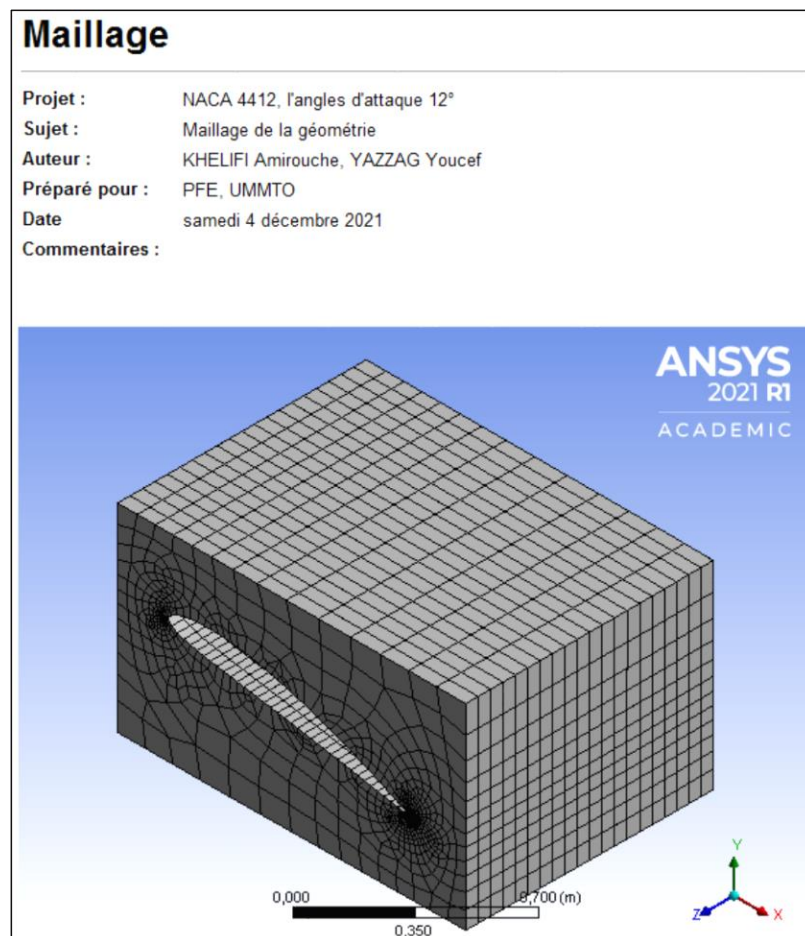 Maillage
Projet : NACA 4412, l'angles d'attaque 12°
Sujet : Maillage de la géométrie
Auteur : KHELIFI Amirouche, YAZZAG Youcef
Préparé pour : PFE, UMMTO
Date samedi 4 décembre 2021
Commentaires :
ANSYS
2021 R1
ACADEMIC
Y
0,000 0,700 (m)
Z X
0.350